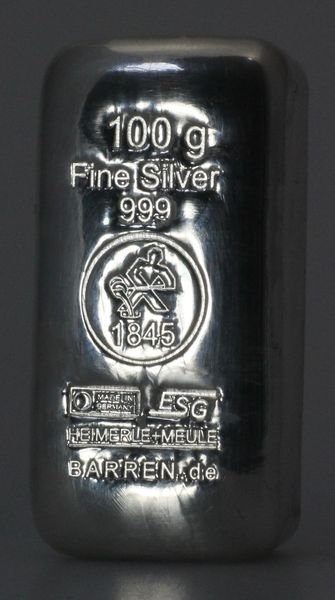 100 g
Fine Silver
999
1845
MADE IN
GERMANY
ESG
HEIMERLE+MEULE
BARREN.de